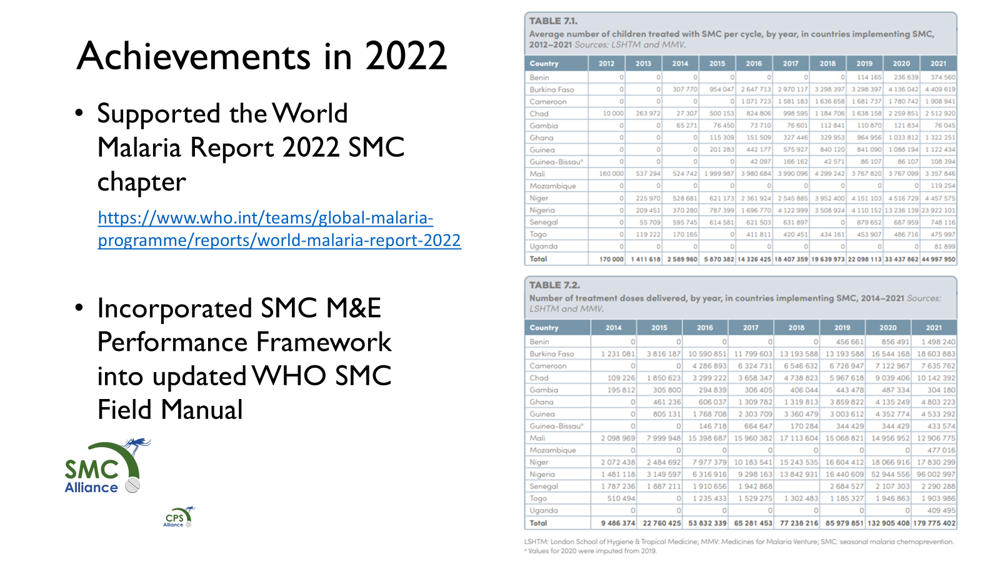 Achievements in 2022
• Supported the World
Malaria Report 2022 SMC
chapter
https://www.who.int/teams/global-malaria-
programme/reports/world-malaria-report-2022
• Incorporated SMC M&E
Performance Framework
into updated WHO SMC
Field Manual
SMC
Alliance
CPS
Alliance
TABLE 7.1.
Average number of children treated with SMC per cycle, by year, in countries implementing SMC,
2012–2021 Sources: LSHTM and MMV.
Country 2012 2013 2014 2015 2016 2017 2018 2019 2020 2021
Benin 0 0 0 0 0 0 0 114 165 236 639 374 560
Burkina Faso 0 0 307 770 954 047 2 647 713 2 970 117 3 298 397 3 298 397 4 136 042 4 409 619
Cameroon 0 0 0 0 1 071 723 1 581 183 1 636 658 1 681 737 1 780 742 1 908 941
Chad 10 000 263 972 27 307 500 153 824 806 998 595 1 184 706 1 638 158 2 259 851 2 512 920
Gambia 0 0 65 271 76 450 73 710 76 601 112 841 110 870 121 834 76 045
Ghana 0 0 0 115 309 151 509 327 446 329 953 964 956 1 033 812 1 322 251
Guinea 0 0 0 201 283 442 177 575 927 840 120 841 090 1 088 194 1 122 434
Guinea-Bissauª 0 0 0 0 42 097 166 162 42 571 86 107 86 107 108 394
Mali 160 000 537 294 524 742 1 999 987 3 980 684 3 990 096 4 299 242 3 767 820 3 767 099 3 357 846
Mozambique 0 0 0 0 0 0 0 0 0 119 254
Niger 0 225 970 528 681 621 173 2 361 924 2 545 885 3 952 400 4 151 103 4 516 729 4 457 575
Nigeria 0 209 451 370 280 787 399 1 696 770 4 122 999 3 508 924 4 110 152 13 236 139 23 922 101
Senegal 0 55 709 595 745 614 581 621 503 631 897 0 879 652 687 959 748 116
Togo 0 119 222 170 165 0 411 811 420 451 434 161 453 907 486 716 475 997
Uganda 0 0 0 0 0 0 0 0 0 81 899
Total 170 000 1 411 618 2 589 960 5 870 382 14 326 425 18 407 359 19 639 973 22 098 113 33 437 862 44 997 950
TABLE 7.2.
Number of treatment doses delivered, by year, in countries implementing SMC, 2014–2021 Sources:
LSHTM and MMV.
Country 2014 2015 2016 2017 2018 2019 2020 2021
Benin 0 0 0 0 0 456 661 856 491 1 498 240
Burkina Faso 1 231 081 3 816 187 10 590 851 11 799 603 13 193 588 13 193 588 16 544 168 18 603 883
Cameroon 0 0 4 286 893 6 324 731 6 546 632 6 726 947 7 122 967 7 635 762
Chad 109 226 1 850 623 3 299 222 3 658 347 4 738 823 5 967 618 9 039 406 10 142 392
Gambia 195 812 305 800 294 839 306 405 406 044 443 478 487 334 304 180
Ghana 0 461 236 606 037 1 309 782 1 319 813 3 859 822 4 135 249 4 803 223
Guinea 0 805 131 1 768 708 2 303 709 3 360 479 3 003 612 4 352 774 4 533 292
Guinea-Bissauª 0 0 146 718 664 647 170 284 344 429 344 429 433 574
Mali 2 098 969 7 999 948 15 398 687 15 960 382 17 113 604 15 068 821 14 956 952 12 906 775
Mozambique 0 0 0 0 0 0 0 477 016
Niger 2 072 438 2 484 692 7 977 379 10 183 541 15 243 535 16 604 412 18 066 916 17 830 299
Nigeria 1 481 118 3 149 597 6 316 916 9 298 163 13 842 931 16 440 609 52 944 556 96 002 997
Senegal 1 787 236 1 887 211 1 910 656 1 942 868 2 684 527 2 107 303 2 290 288
Togo 510 494 0 1 235 433 1 529 275 1 302 483 1 185 327 1 946 863 1 903 986
Uganda 0 0 0 0 0 0 0 409 495
Total 9 486 374 22 760 425 53 832 339 65 281 453 77 238 216 85 979 851 132 905 408 179 775 402
LSHTM: London School of Hygiene & Tropical Medicine; MMV: Medicines for Malaria Venture; SMC: seasonal malaria chemoprevention.
ª Values for 2020 were imputed from 2019.